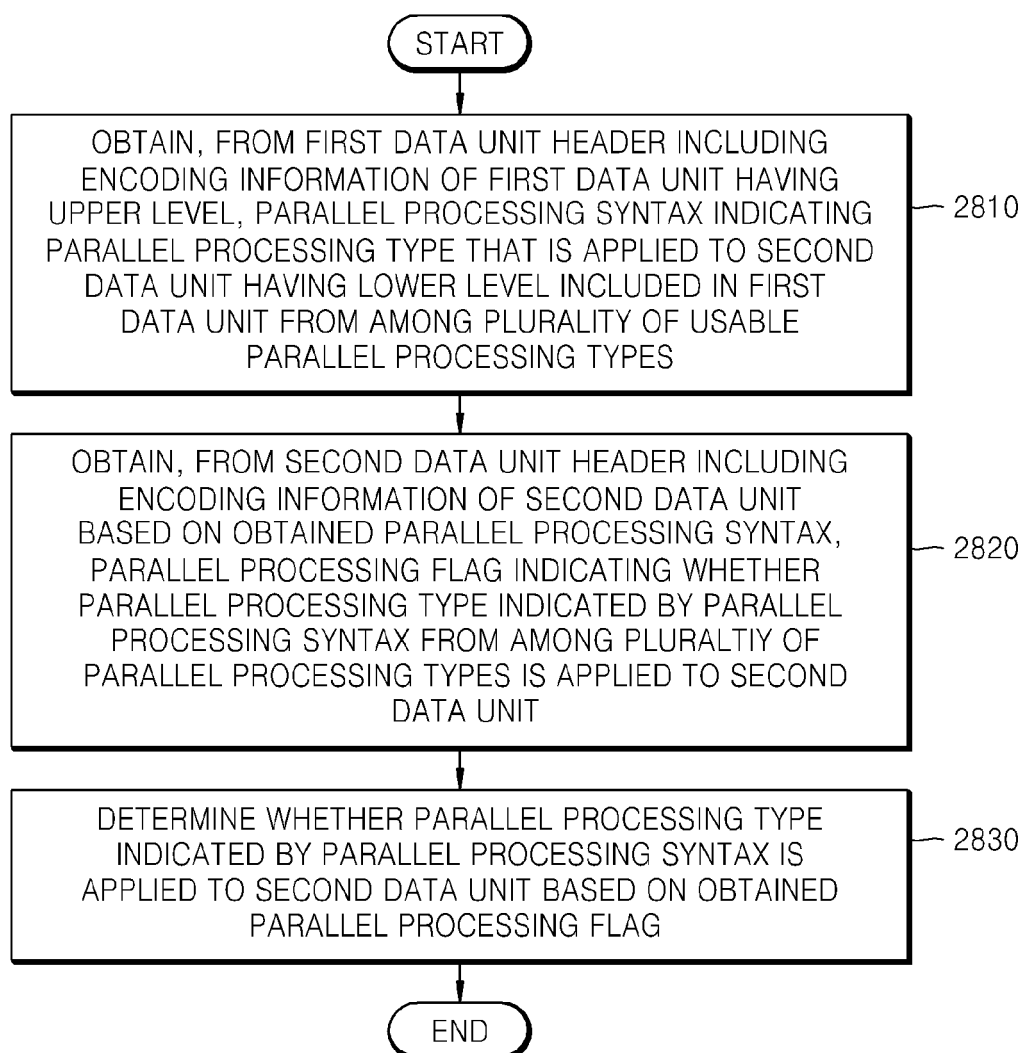 START
OBTAIN, FROM FIRST DATA UNIT HEADER INCLUDING
ENCODING INFORMATION OF FIRST DATA UNIT HAVING
UPPER LEVEL, PARALLEL PROCESSING SYNTAX INDICATING
PARALLEL PROCESSING TYPE THAT IS APPLIED TO SECOND
DATA UNIT HAVING LOWER LEVEL INCLUDED IN FIRST
DATA UNIT FROM AMONG PLURALITY OF USABLE
PARALLEL PROCESSING TYPES
2810
OBTAIN, FROM SECOND DATA UNIT HEADER INCLUDING
ENCODING INFORMATION OF SECOND DATA UNIT
BASED ON OBTAINED PARALLEL PROCESSING SYNTAX,
PARALLEL PROCESSING FLAG INDICATING WHETHER
PARALLEL PROCESSING TYPE INDICATED BY PARALLEL
PROCESSING SYNTAX FROM AMONG PLURALTIY OF
PARALLEL PROCESSING TYPES IS APPLIED TO SECOND
DATA UNIT
2820
DETERMINE WHETHER PARALLEL PROCESSING TYPE
INDICATED BY PARALLEL PROCESSING SYNTAX IS
APPLIED TO SECOND DATA UNIT BASED ON OBTAINED
PARALLEL PROCESSING FLAG
2830
END